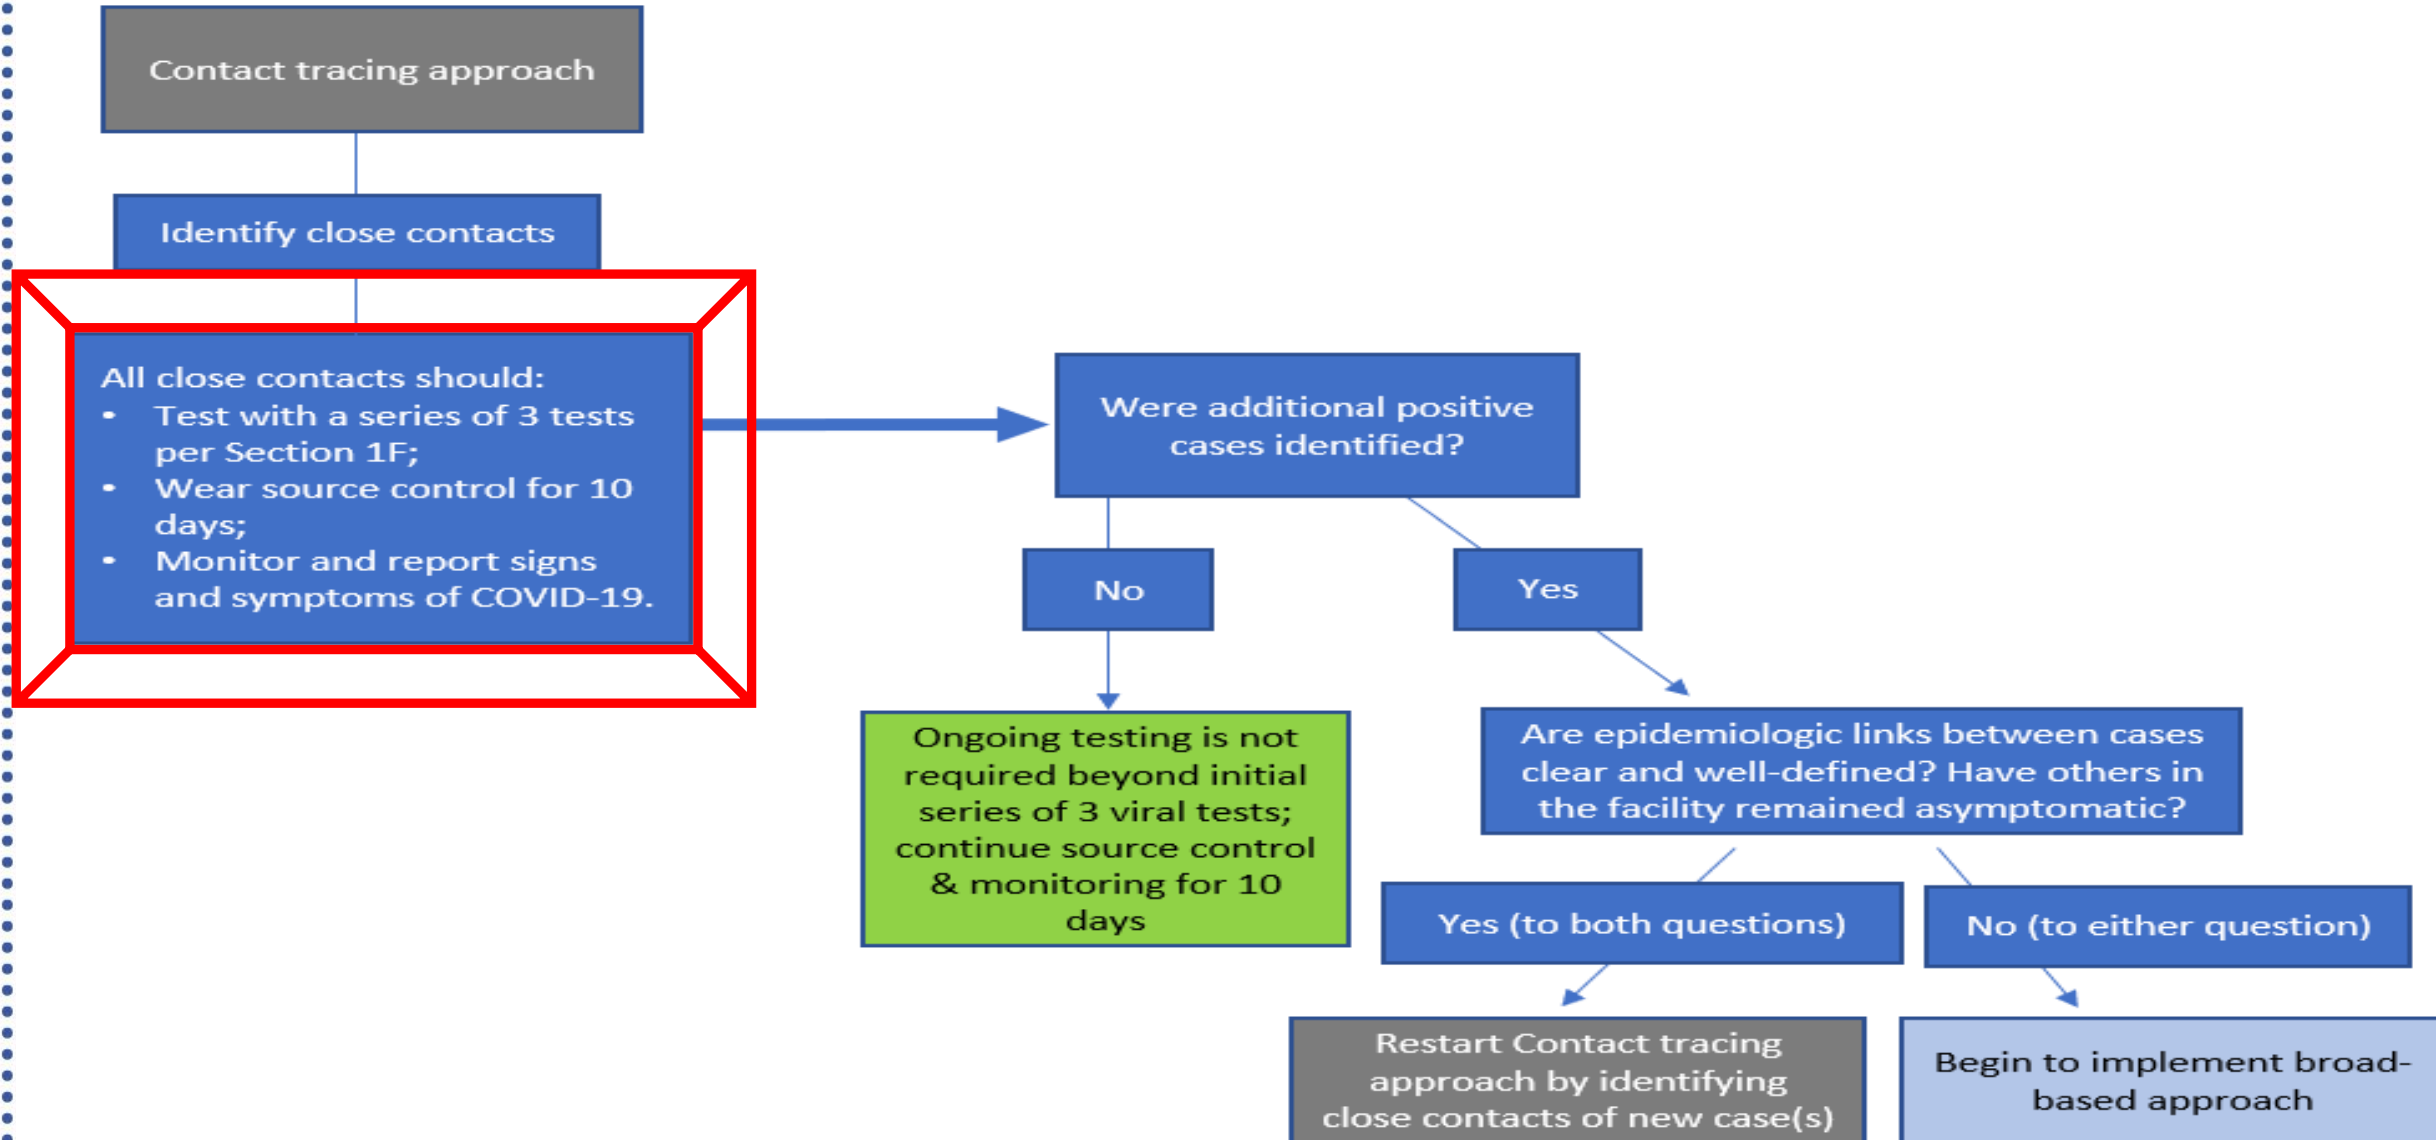 Contact tracing approach
Identify close contacts
All close contacts should:
• Test with a series of 3 tests
per Section 1F;
• Wear source control for 10
days;
• Monitor and report signs
and symptoms of COVID-19.
Were additional positive
cases identified?
No
Yes
Ongoing testing is not
required beyond initial
series of 3 viral tests;
continue source control
& monitoring for 10
days
Are epidemiologic links between cases
clear and well-defined? Have others in
the facility remained asymptomatic?
Yes (to both questions)
No (to either question)
Restart Contact tracing
approach by identifying
close contacts of new case(s)
Begin to implement broad-
based approach